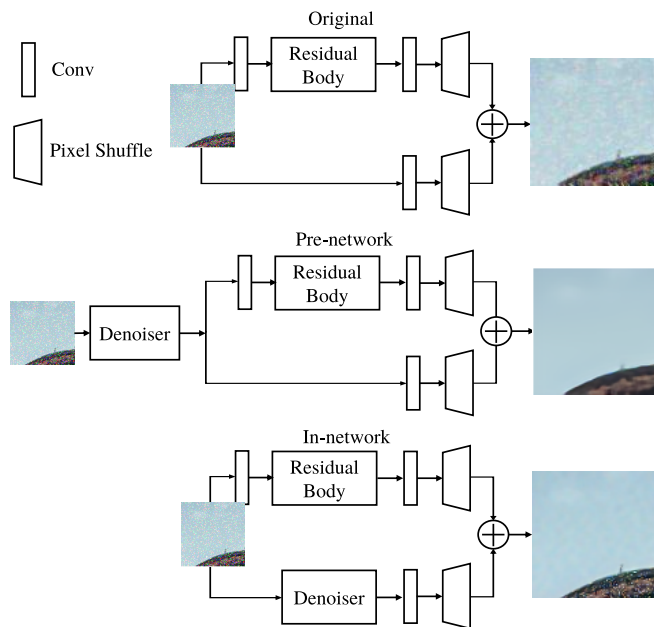 Original
Conv
Residual
Body
Pixel Shuffle
Pre-network
Residual
Body
Denoiser
In-network
Residual
Body
Denoiser